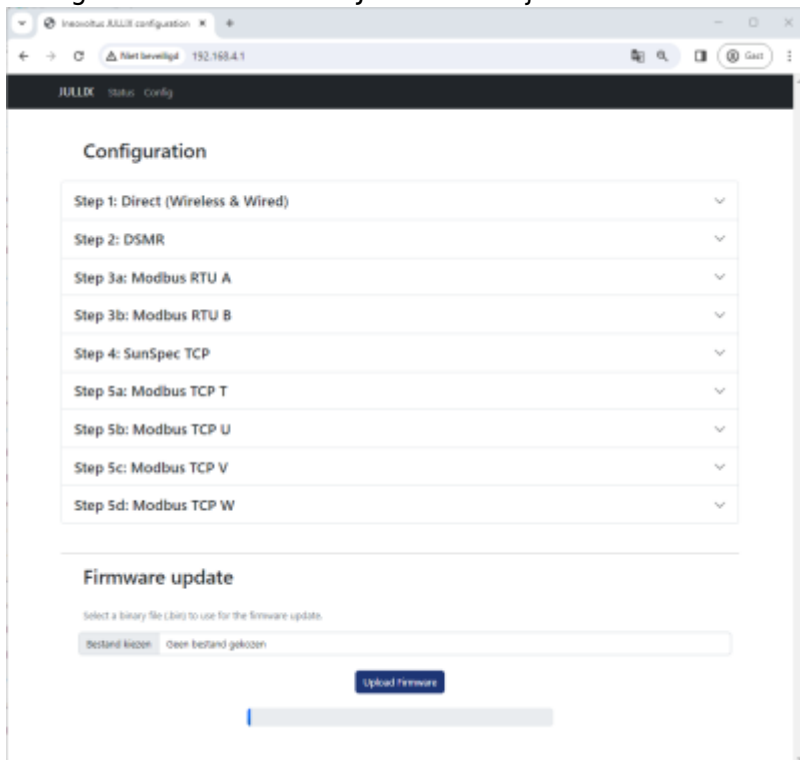 Ineovoltus JULLIX configuration
Niet beveiligd 192.168.4.1 Gast
JULLIX Status Config
Configuration
Step 1: Direct (Wireless & Wired)
Step 2: DSMR
Step 3a: Modbus RTU A
Step 3b: Modbus RTU B
Step 4: SunSpec TCP
Step 5a: Modbus TCP T
Step 5b: Modbus TCP U
Step 5c: Modbus TCP V
Step 5d: Modbus TCP W
Firmware update
Select a binary file (.bin) to use for the firmware update.
Bestand kiezen Geen bestand gekozen
Upload Firmware